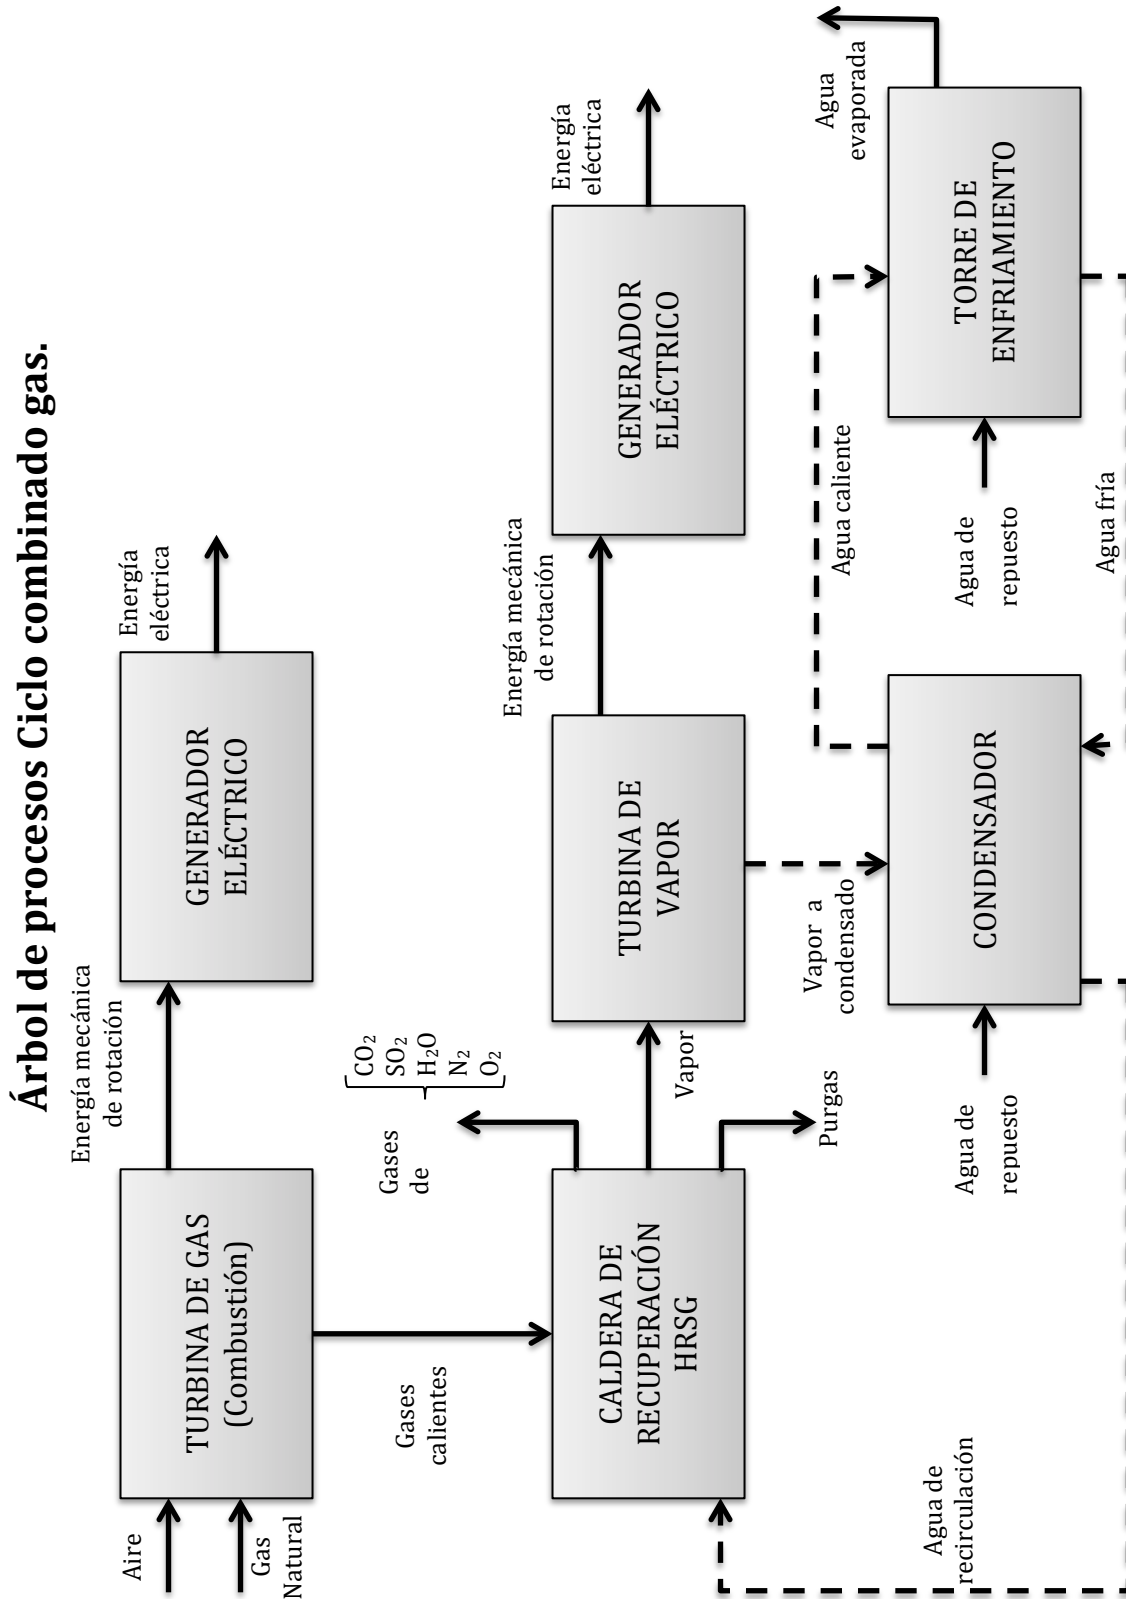 Árbol de procesos Ciclo combinado gas.
Aire
Gas
Natural
TURBINA DE GAS
(Combustión)
Energía mecánica
de rotación
GENERADOR
ELÉCTRICO
Energía
eléctrica
Gases
calientes
Gases
de
CO₂
SO₂
H₂O
N₂
O₂
CALDERA DE
RECUPERACIÓN
HRSG
Vapor
Purgas
TURBINA DE
VAPOR
Energía mecánica
de rotación
GENERADOR
ELÉCTRICO
Energía
eléctrica
Vapor a
condensado
Agua de
recirculación
Agua de
repuesto
CONDENSADOR
Agua caliente
Agua de
repuesto
TORRE DE
ENFRIAMIENTO
Agua
evaporada
Agua fría